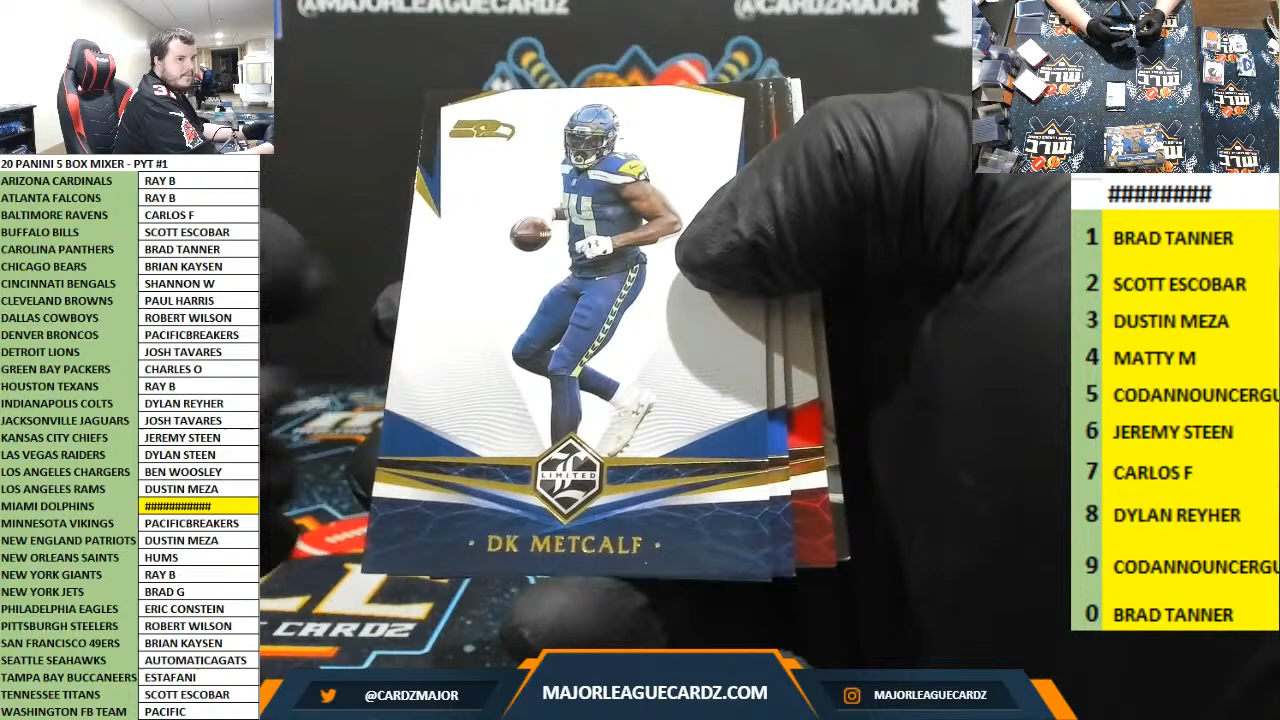 @MAJORLEAGUECARDZ
@CARDZMAJOR
20 PANINI 5 BOX MIXER - PYT #1
ARIZONA CARDINALS RAY B
ATLANTA FALCONS RAY B
BALTIMORE RAVENS CARLOS F
BUFFALO BILLS SCOTT ESCOBAR
CAROLINA PANTHERS BRAD TANNER
CHICAGO BEARS BRIAN KAYSEN
CINCINNATI BENGALS SHANNON W
CLEVELAND BROWNS PAUL HARRIS
DALLAS COWBOYS ROBERT WILSON
DENVER BRONCOS PACIFICBREAKERS
DETROIT LIONS JOSH TAVARES
GREEN BAY PACKERS CHARLES O
HOUSTON TEXANS RAY B
INDIANAPOLIS COLTS DYLAN REYHER
JACKSONVILLE JAGUARS JOSH TAVARES
KANSAS CITY CHIEFS JEREMY STEEN
LAS VEGAS RAIDERS DYLAN STEEN
LOS ANGELES CHARGERS BEN WOOSLEY
LOS ANGELES RAMS DUSTIN MEZA
MIAMI DOLPHINS ###########
MINNESOTA VIKINGS PACIFICBREAKERS
NEW ENGLAND PATRIOTS DUSTIN MEZA
NEW ORLEANS SAINTS HUMS
NEW YORK GIANTS RAY B
NEW YORK JETS BRAD G
PHILADELPHIA EAGLES ERIC CONSTEIN
PITTSBURGH STEELERS ROBERT WILSON
SAN FRANCISCO 49ERS BRIAN KAYSEN
SEATTLE SEAHAWKS AUTOMATICAGATS
TAMPA BAY BUCCANEERS ESTAFANI
TENNESSEE TITANS SCOTT ESCOBAR
WASHINGTON FB TEAM PACIFIC
14
LIMITED
· DK METCALF ·
CARDZ
@CARDZMAJOR
MAJORLEAGUECARDZ.COM
MAJORLEAGUECARDZ
########
1 BRAD TANNER
2 SCOTT ESCOBAR
3 DUSTIN MEZA
4 MATTY M
5 CODANNOUNCERGU
6 JEREMY STEEN
7 CARLOS F
8 DYLAN REYHER
9 CODANNOUNCERGU
0 BRAD TANNER